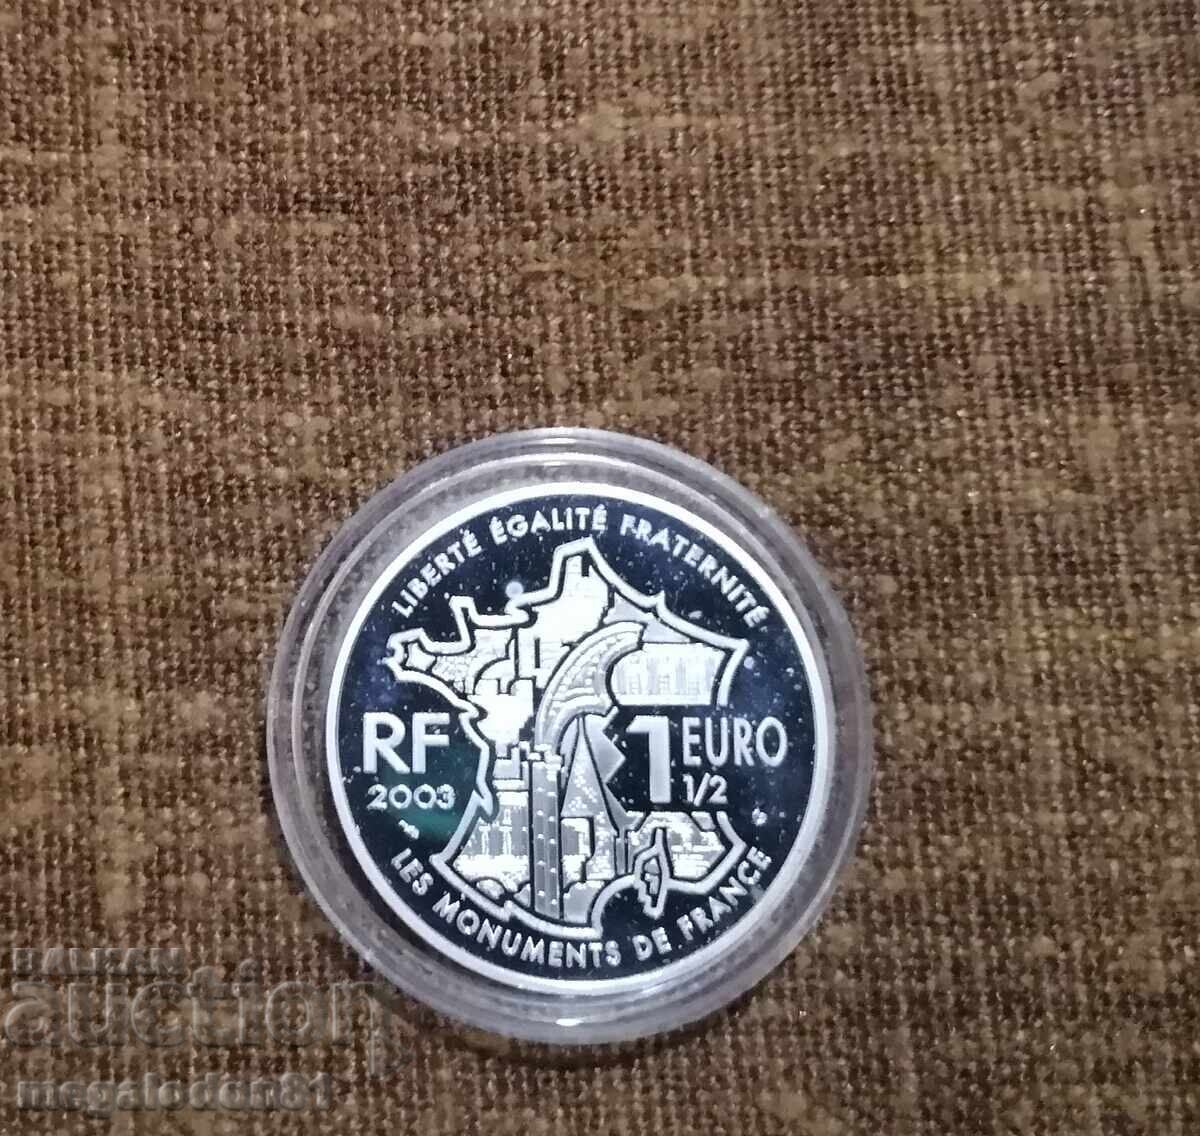 LIBERTÉ ÉGALITÉ FRATERNITÉ
RF
2003
1 EURO
1/2
LES MONUMENTS DE FRANCE
BALKAN
auction
megalodon81